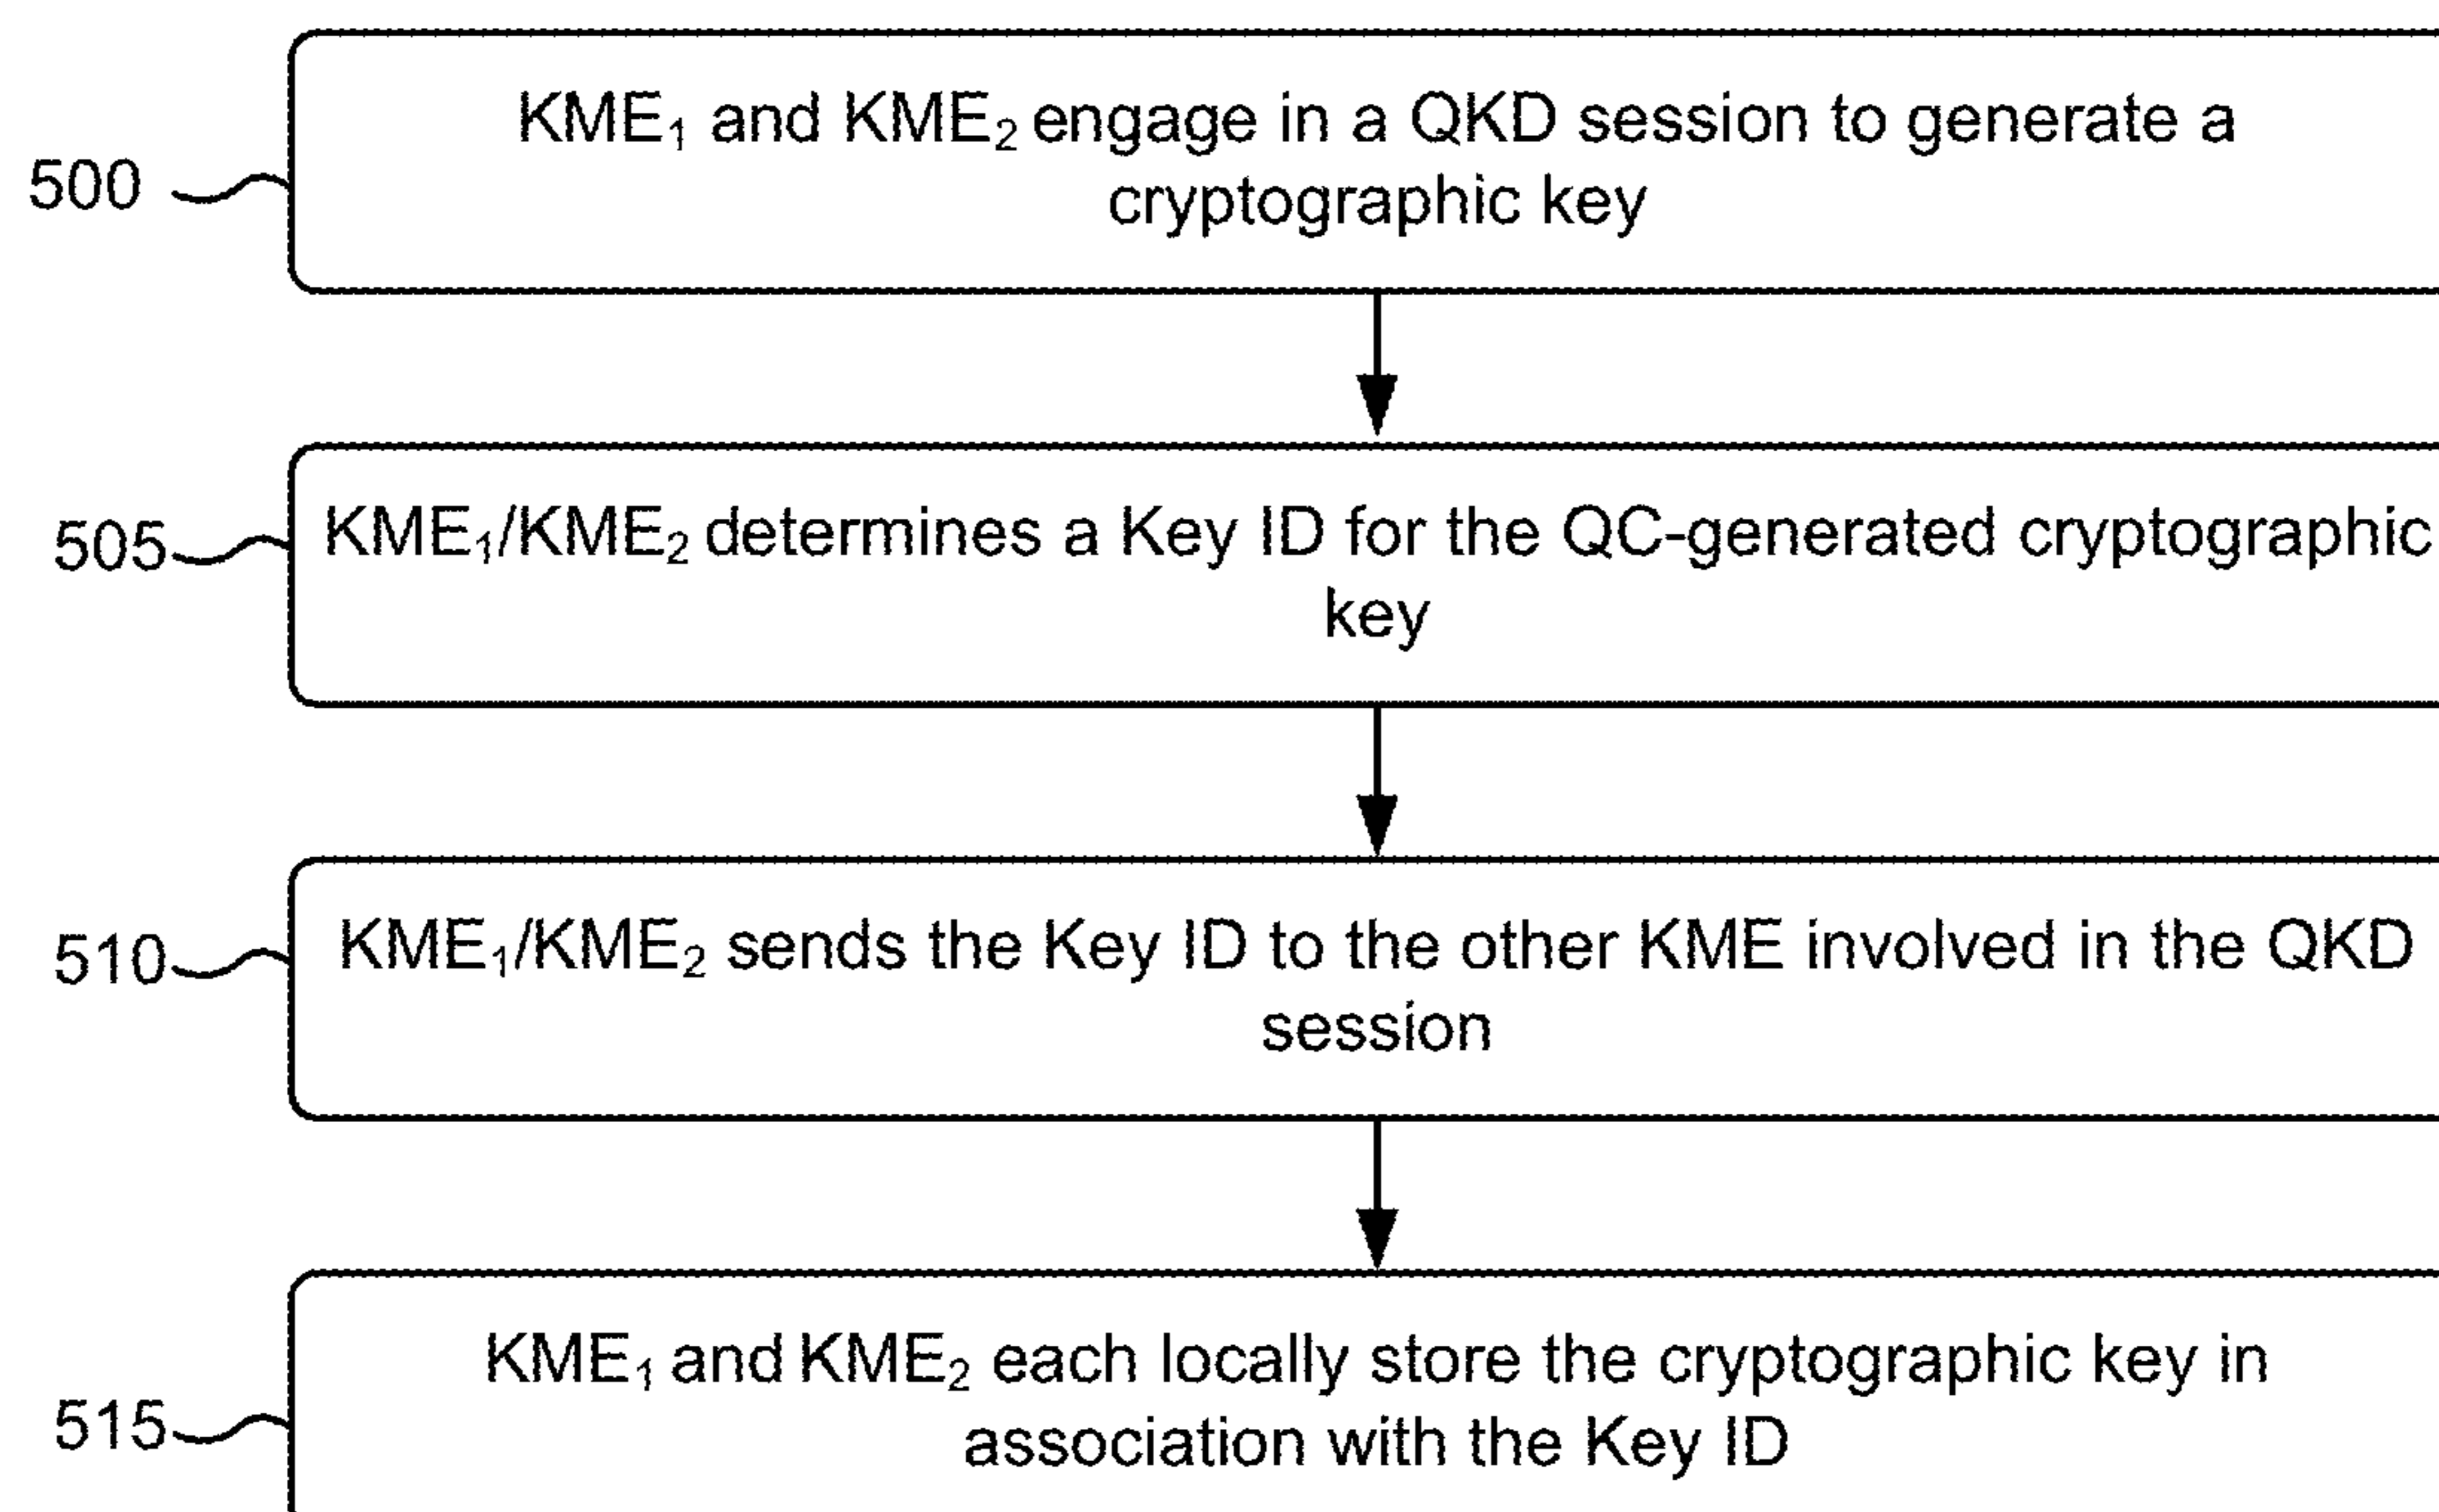 KME₁ and KME₂ engage in a QKD session to generate a
cryptographic key
500
KME₁/KME₂ determines a Key ID for the QC-generated cryptographic
key
505
KME₁/KME₂ sends the Key ID to the other KME involved in the QKD
session
510
KME₁ and KME₂ each locally store the cryptographic key in
association with the Key ID
515